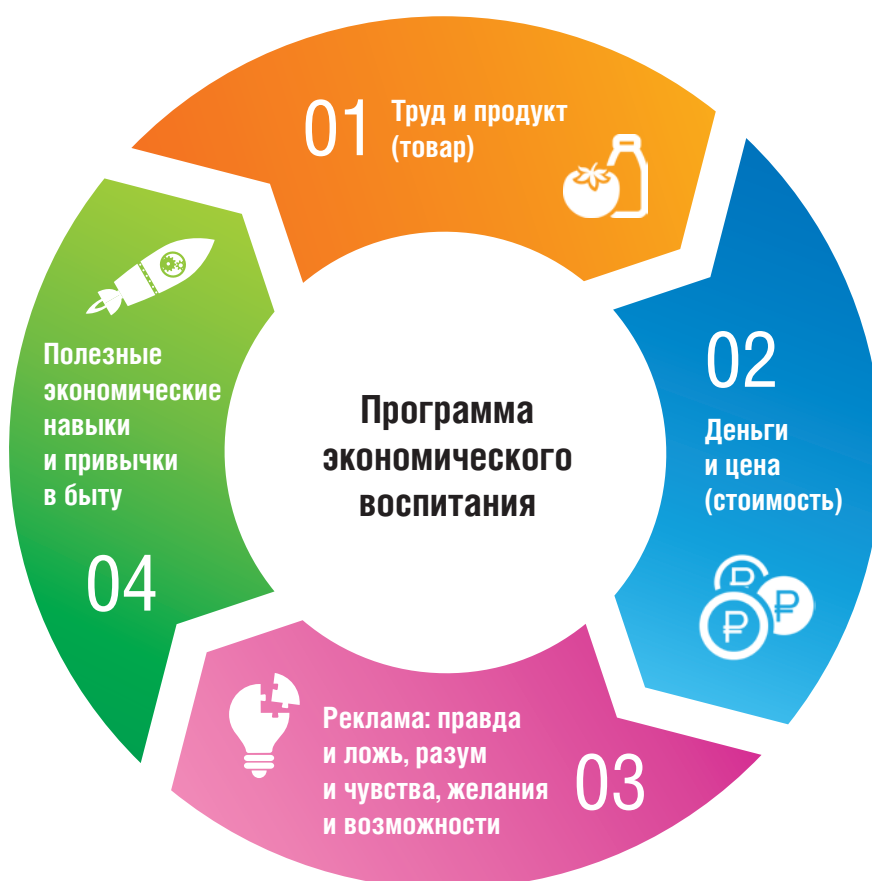 01
Труд и продукт
(товар)
02
Деньги
и цена
(стоимость)
Программа
экономического
воспитания
Реклама: правда
и ложь, разум
и чувства, желания
и возможности
03
Полезные
экономические
навыки
и привычки
в быту
04